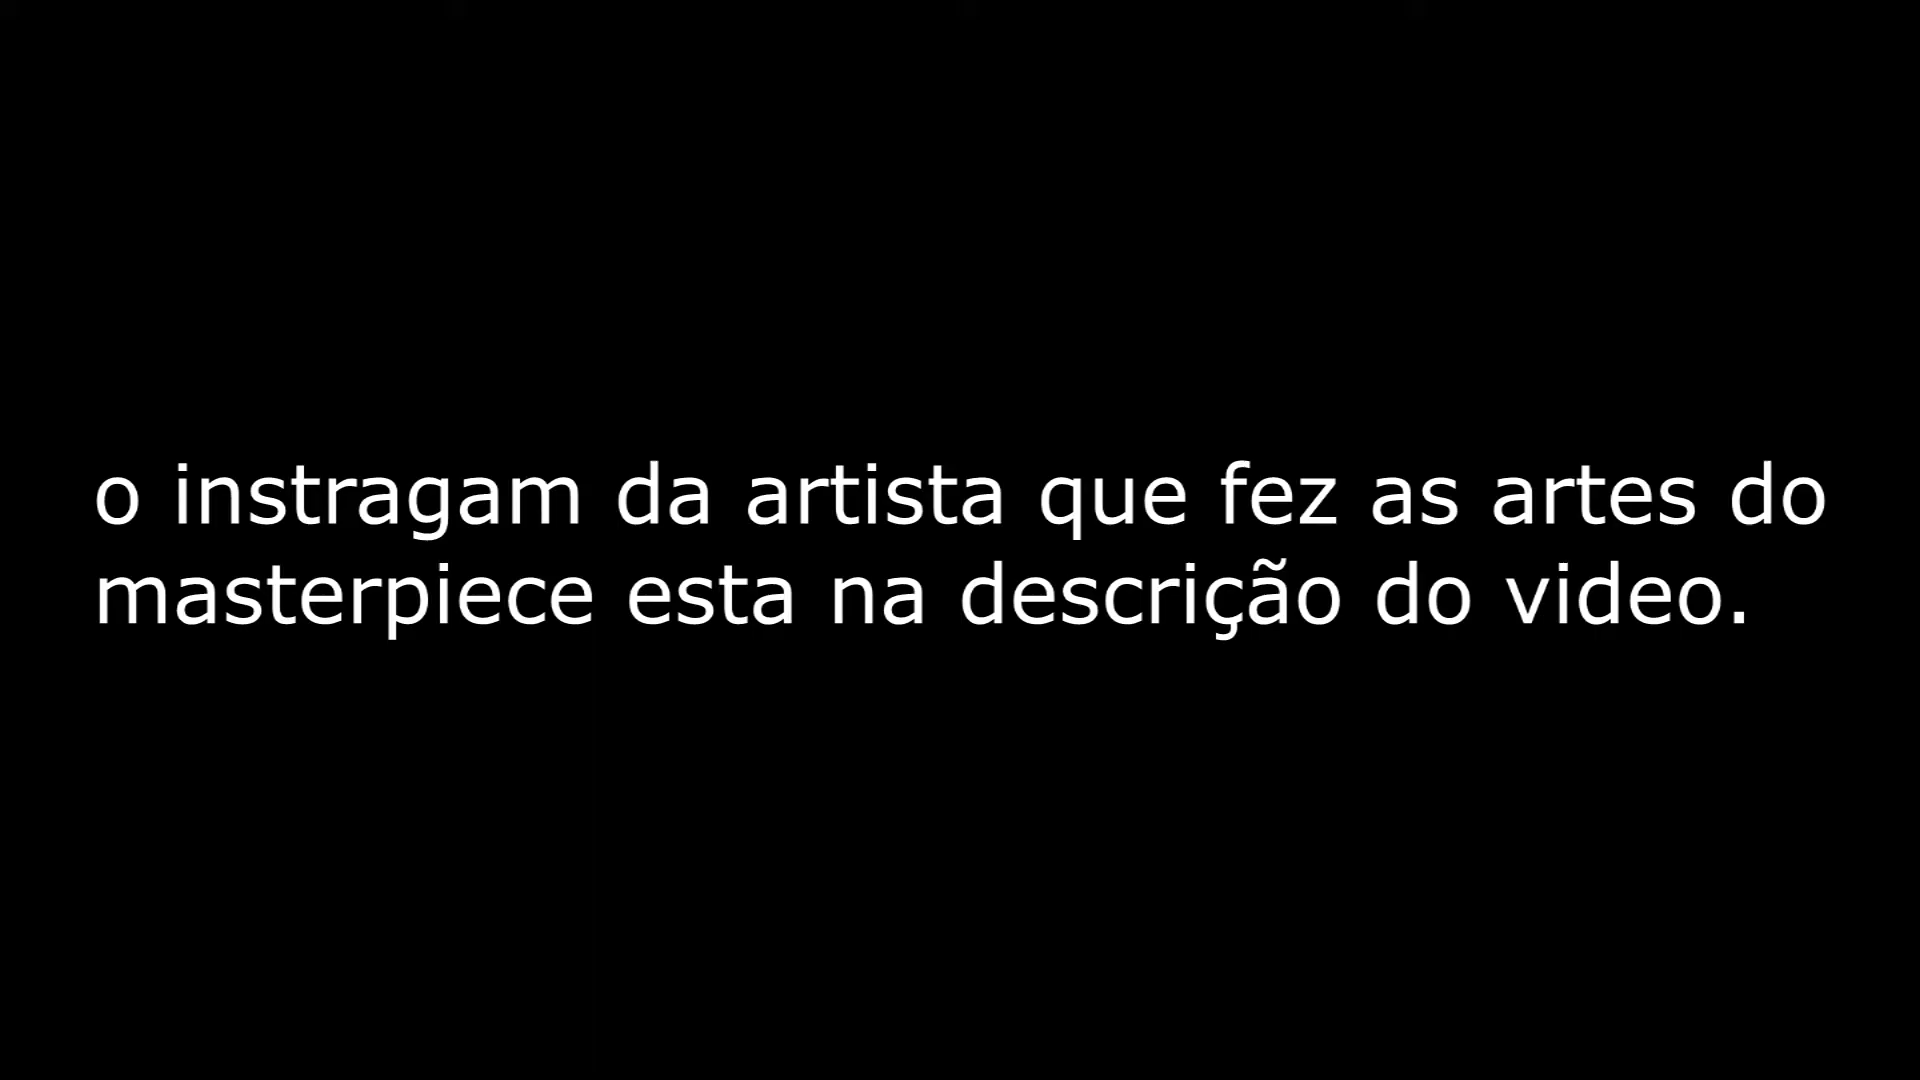 o instragam da artista que fez as artes do
masterpiece esta na descrição do video.